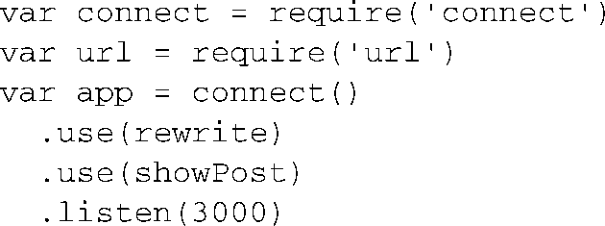 var connect = require('connect')
var url = require('url')
var app = connect()
  .use(rewrite)
  .use(showPost)
  .listen(3000)